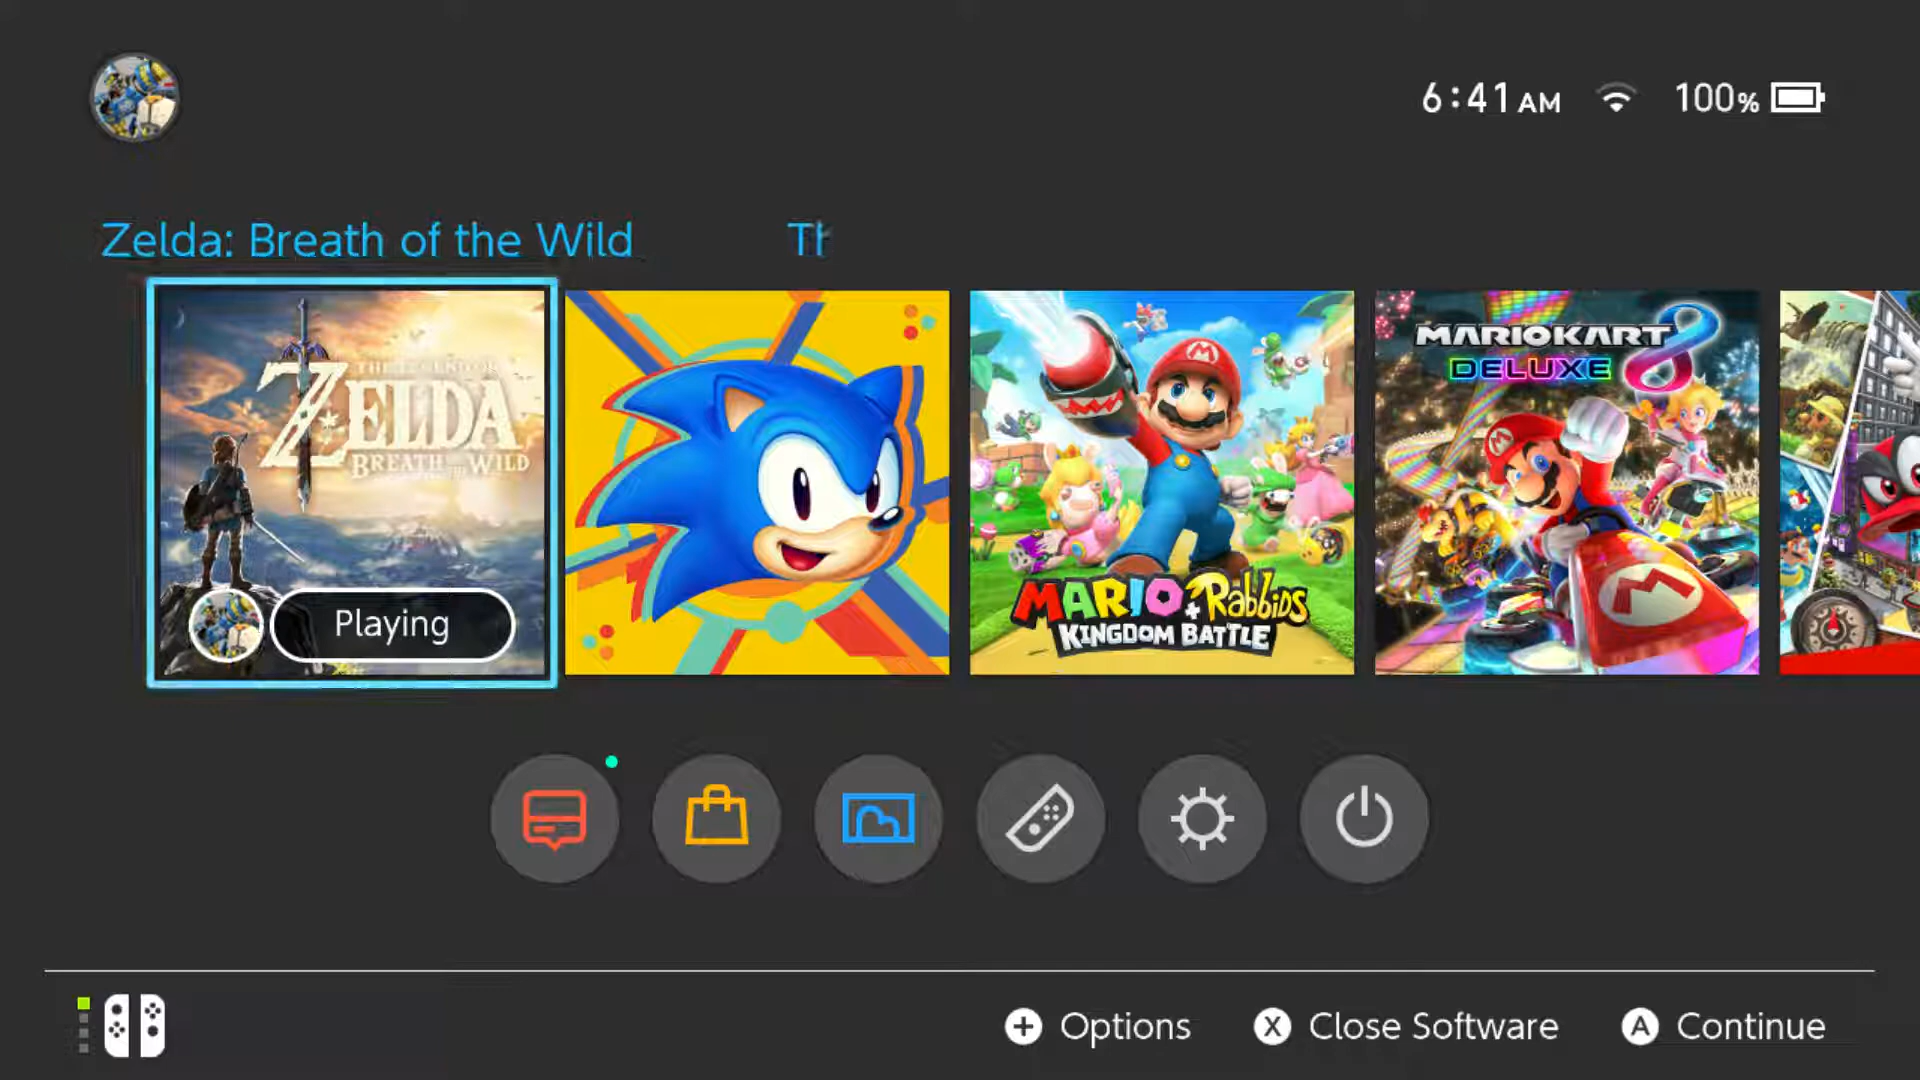 6:41 AM 100%
Zelda: Breath of the Wild Th
THE LEGEND OF
ZELDA
BREATH OF THE WILD
Playing
MARIO + Rabbids
KINGDOM BATTLE
MARIOKART 8
DELUXE
+ Options X Close Software A Continue